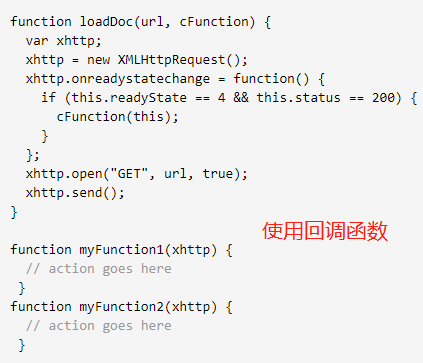 function loadDoc(url, cFunction) {
  var xhttp;
  xhttp = new XMLHttpRequest();
  xhttp.onreadystatechange = function() {
    if (this.readyState == 4 && this.status == 200) {
      cFunction(this);
    }
  };
  xhttp.open("GET", url, true);
  xhttp.send();
}
使用回调函数
function myFunction1(xhttp) {
  // action goes here
 }
function myFunction2(xhttp) {
  // action goes here
 }